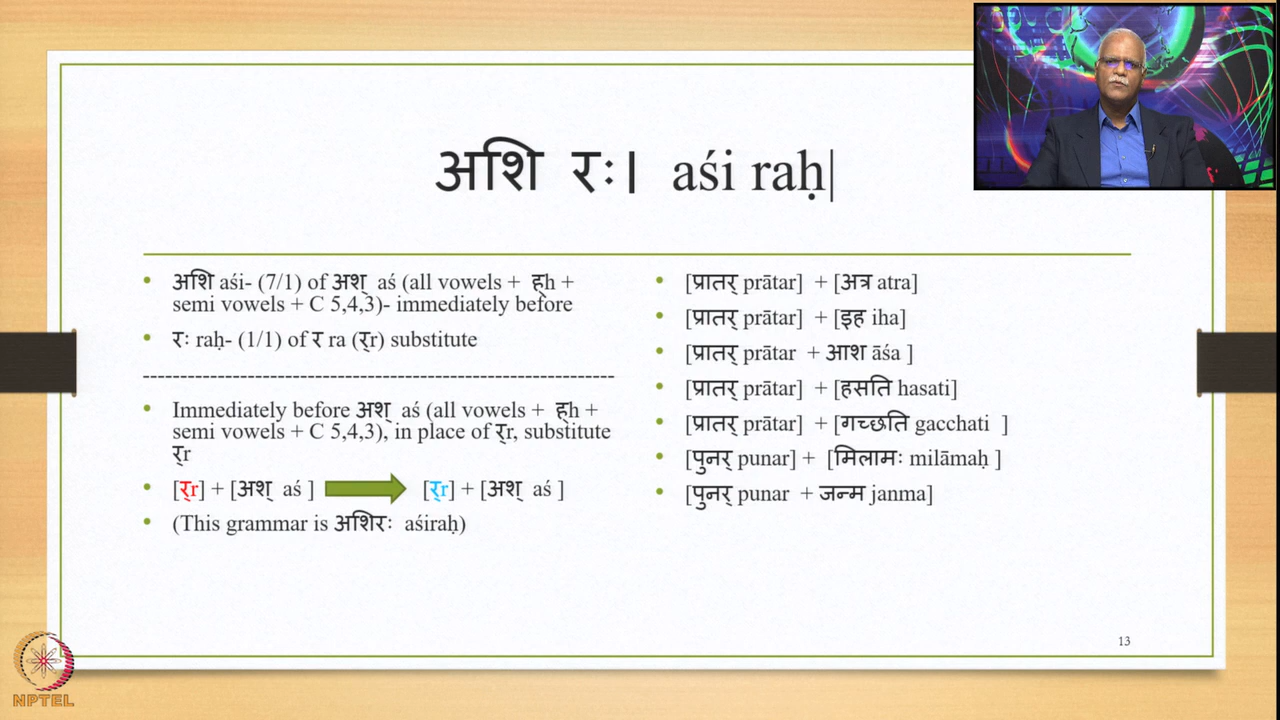 अशि रः। aśi raḥ|
• अशि aśi- (7/1) of अश् aś (all vowels + ह्h +
semi vowels + C 5,4,3)- immediately before
• रः raḥ- (1/1) of र ra (र्r) substitute
----------------------------------------------------------------
• Immediately before अश् aś (all vowels + ह्h +
semi vowels + C 5,4,3), in place of र्r, substitute
र्r
• [र्r] + [अश् aś ] [र्r] + [अश् aś ]
• (This grammar is अशिरः aśiraḥ)
• [प्रातर् prātar] + [अत्र atra]
• [प्रातर् prātar] + [इह iha]
• [प्रातर् prātar + आश āśa ]
• [प्रातर् prātar] + [हसति hasati]
• [प्रातर् prātar] + [गच्छति gacchati ]
• [पुनर् punar] + [मिलामः milāmaḥ ]
• [पुनर् punar + जन्म janma]
13
NPTEL